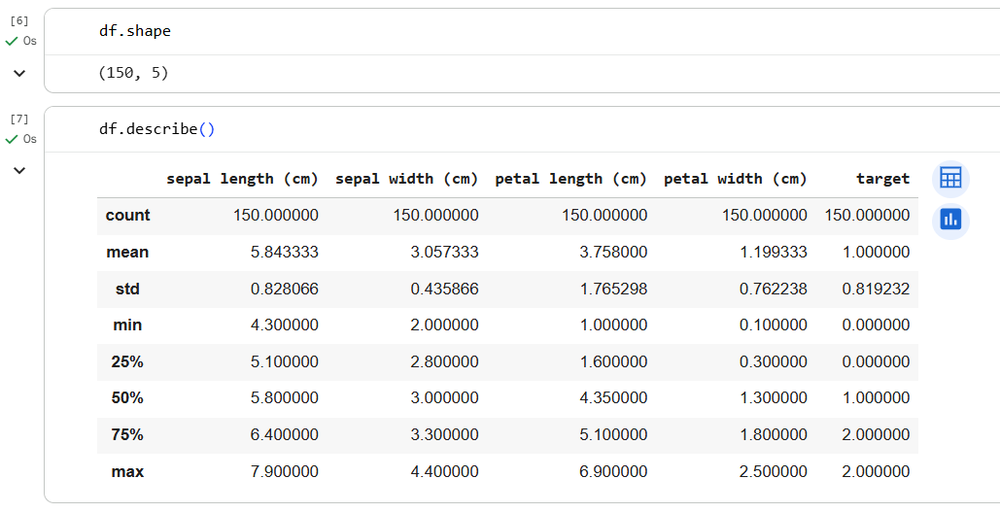 [6]
df.shape
0s
(150, 5)
[7]
df.describe()
0s
sepal length (cm) sepal width (cm) petal length (cm) petal width (cm) target
count 150.000000 150.000000 150.000000 150.000000 150.000000
mean 5.843333 3.057333 3.758000 1.199333 1.000000
std 0.828066 0.435866 1.765298 0.762238 0.819232
min 4.300000 2.000000 1.000000 0.100000 0.000000
25% 5.100000 2.800000 1.600000 0.300000 0.000000
50% 5.800000 3.000000 4.350000 1.300000 1.000000
75% 6.400000 3.300000 5.100000 1.800000 2.000000
max 7.900000 4.400000 6.900000 2.500000 2.000000